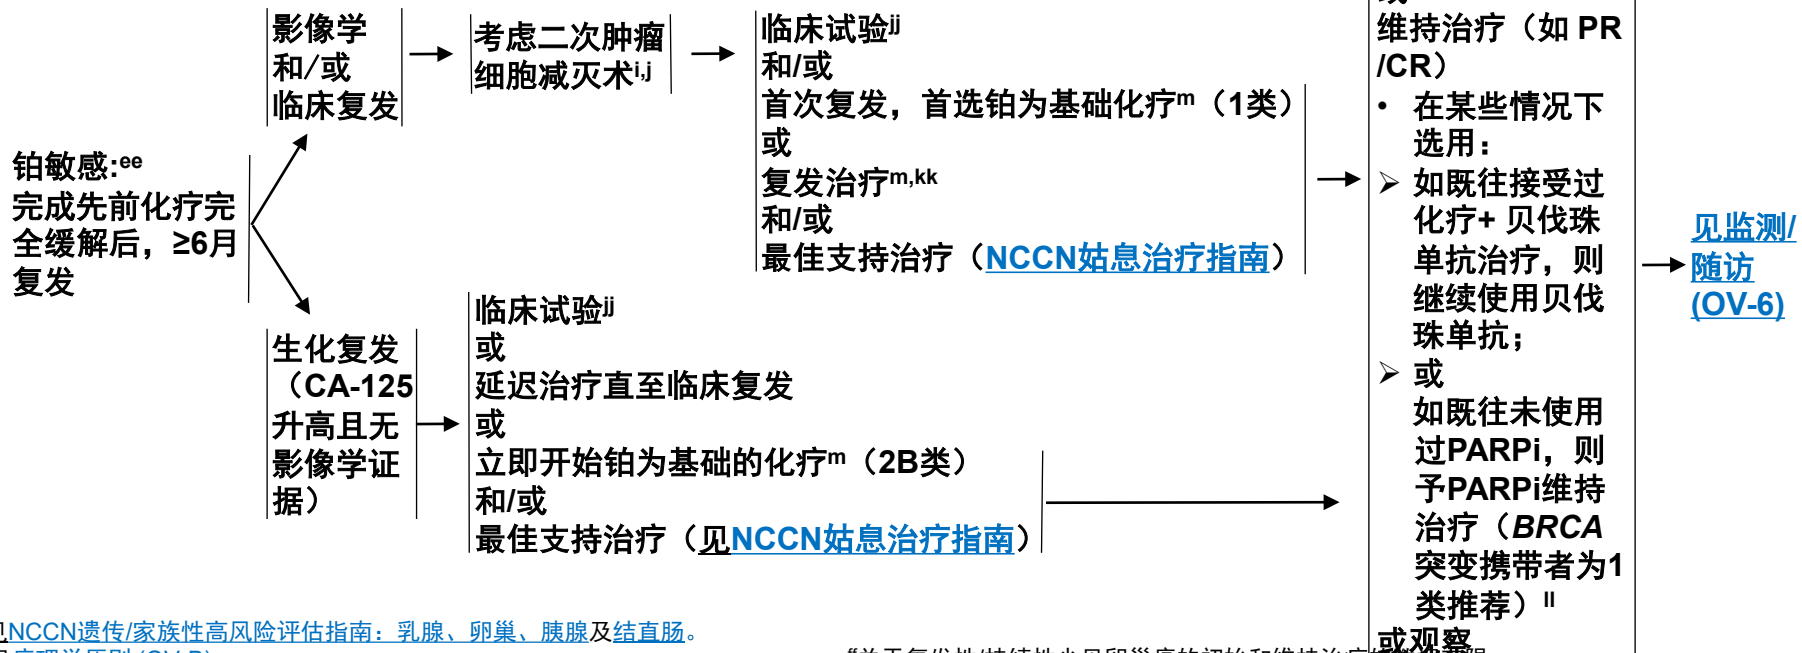 铂敏感:ee
完成先前化疗完
全缓解后，≥6月
复发
影像学
和/或
临床复发
考虑二次肿瘤
细胞减灭术i,j
临床试验jj
和/或
首次复发，首选铂为基础化疗m（1类）
或
复发治疗m,kk
和/或
最佳支持治疗（NCCN姑息治疗指南）
生化复发
（CA-125
升高且无
影像学证
据）
临床试验jj
或
延迟治疗直至临床复发
或
立即开始铂为基础的化疗m（2B类）
和/或
最佳支持治疗（见NCCN姑息治疗指南）
或
维持治疗（如 PR
/CR）
• 在某些情况下
选用：
➢ 如既往接受过
化疗+ 贝伐珠
单抗治疗，则
继续使用贝伐
珠单抗；
➢ 或
如既往未使用
过PARPi，则
予PARPi维持
治疗（BRCA
突变携带者为1
类推荐）ll
或观察
见监测/
随访
(OV-6)
见NCCN遗传/家族性高风险评估指南：乳腺、卵巢、胰腺及结直肠。